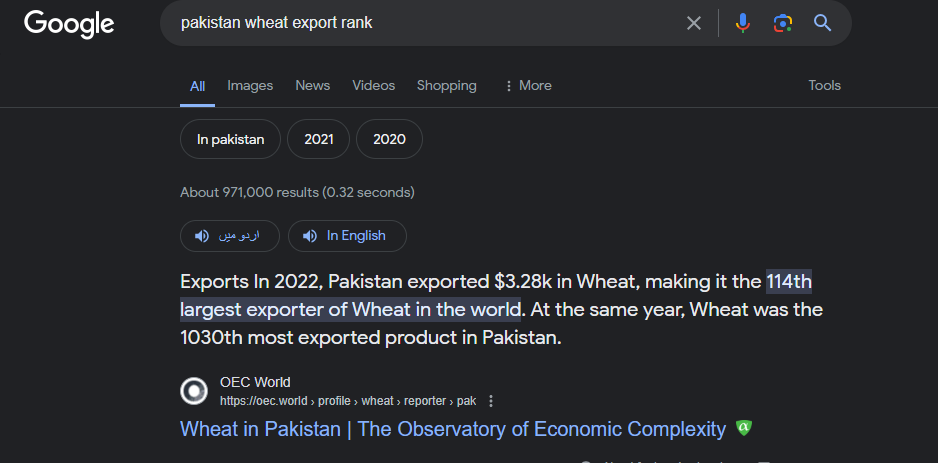 Google
pakistan wheat export rank
All Images News Videos Shopping More Tools
In pakistan 2021 2020
About 971,000 results (0.32 seconds)
اردو میں In English
Exports In 2022, Pakistan exported $3.28k in Wheat, making it the 114th
largest exporter of Wheat in the world. At the same year, Wheat was the
1030th most exported product in Pakistan.
OEC World
https://oec.world › profile › wheat › reporter › pak
Wheat in Pakistan | The Observatory of Economic Complexity